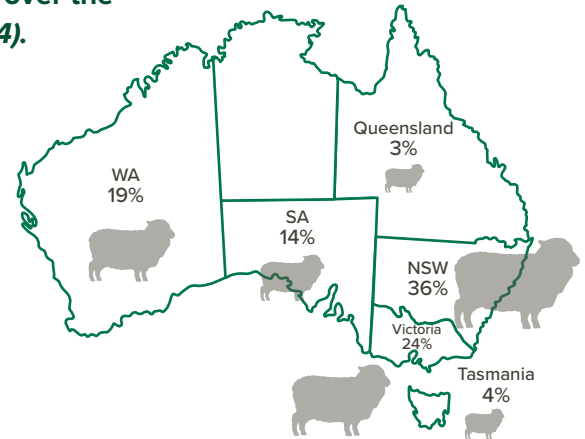 over the
4).
Queensland
3%
WA
19%
SA
14%
NSW
36%
Victoria
24%
Tasmania
4%